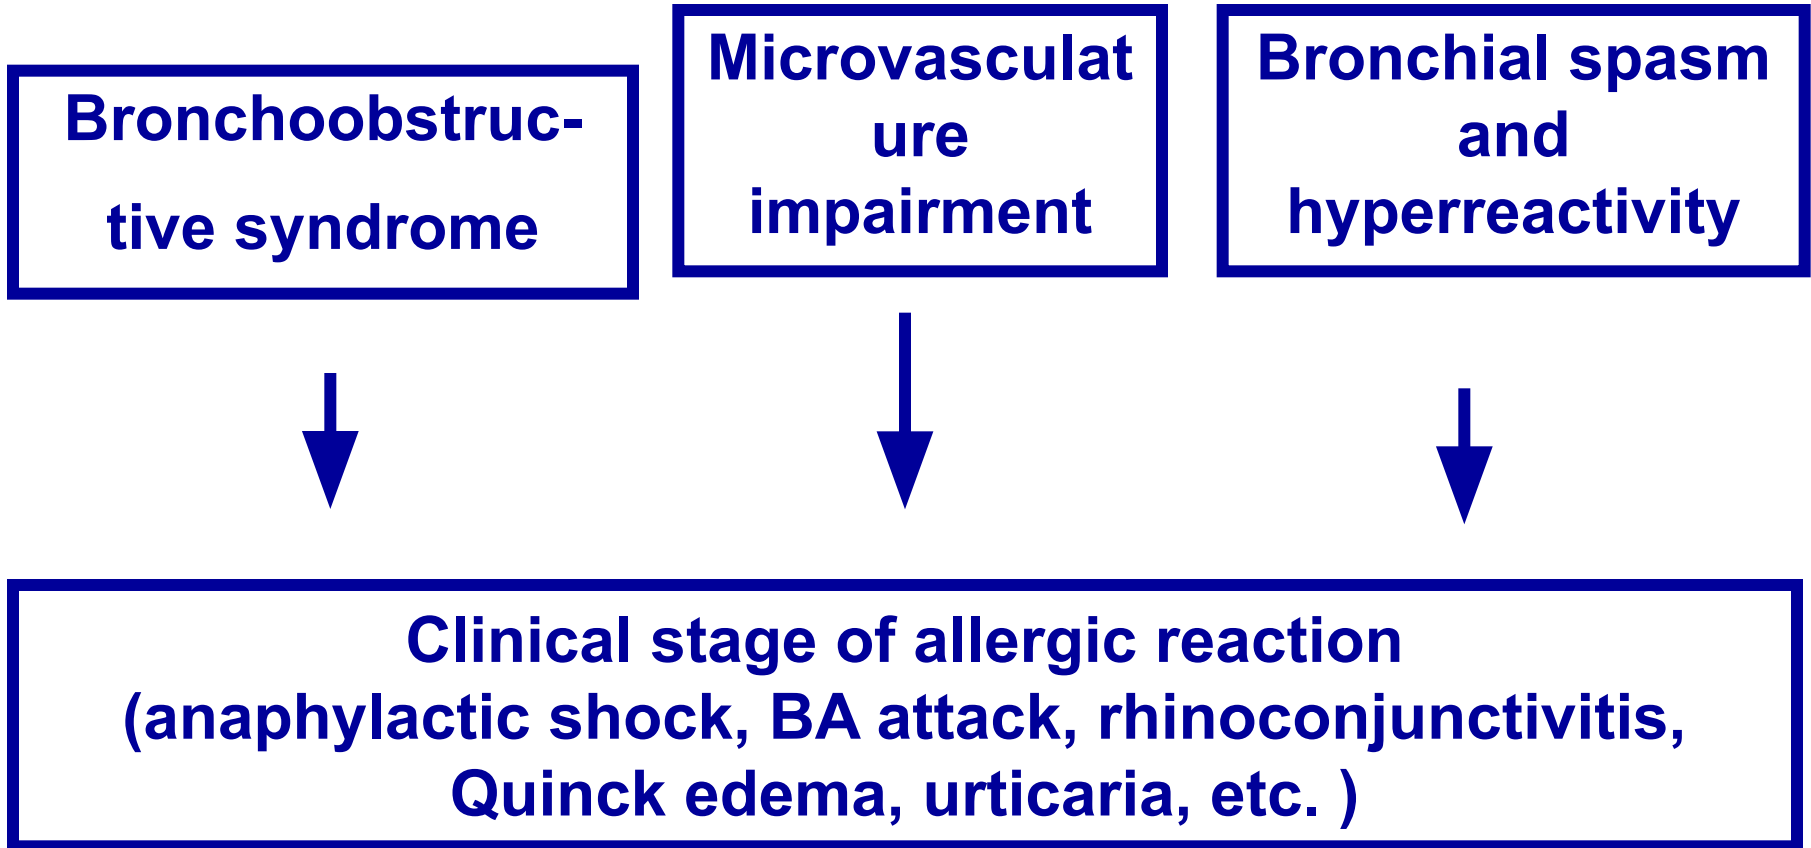 Bronchoobstruc-
tive syndrome
Microvasculat
ure
impairment
Bronchial spasm
and
hyperreactivity
Clinical stage of allergic reaction
(anaphylactic shock, BA attack, rhinoconjunctivitis,
Quinck edema, urticaria, etc. )